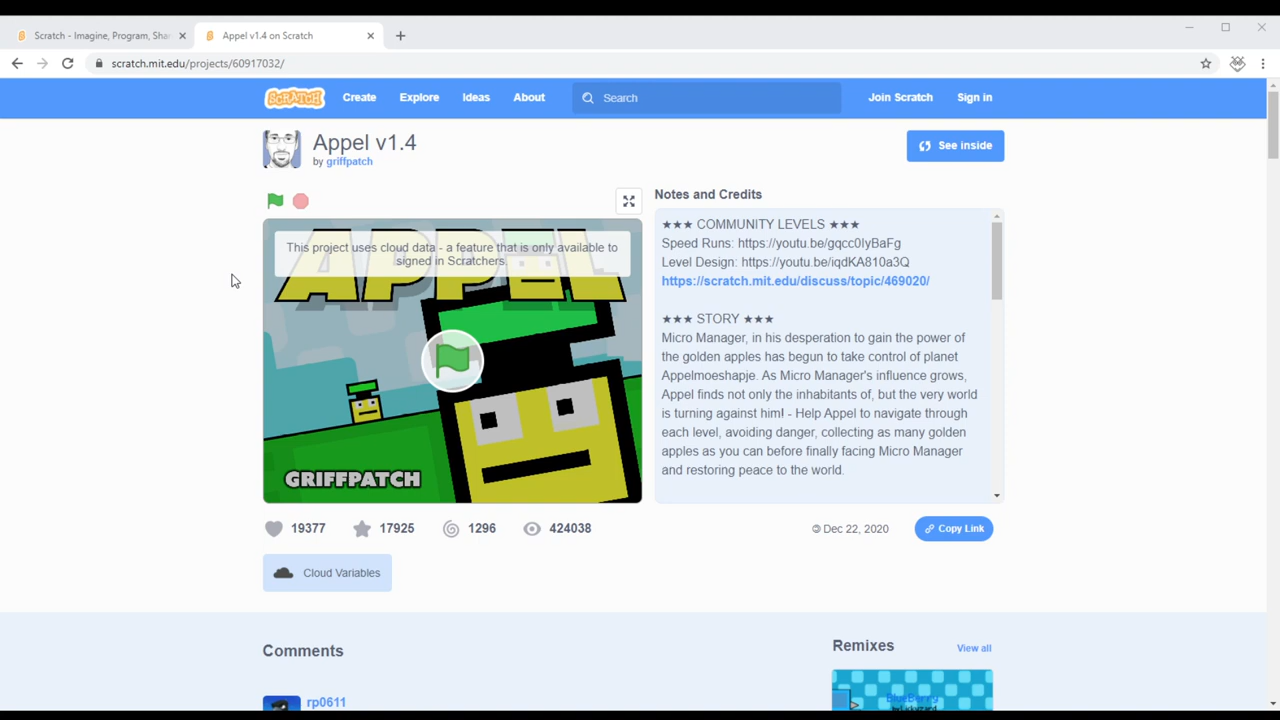 Scratch - Imagine, Program, Sha
Appel v1.4 on Scratch
scratch.mit.edu/projects/60917032/
SCRATCH
Create
Explore
Ideas
About
Search
Join Scratch
Sign in
Appel v1.4
by griffpatch
See inside
APPEL
This project uses cloud data - a feature that is only available to
signed in Scratchers.
GRIFFPATCH
Notes and Credits
★★★ COMMUNITY LEVELS ★★★
Speed Runs: https://youtu.be/gqcc0IyBaFg
Level Design: https://youtu.be/iqdKA810a3Q
https://scratch.mit.edu/discuss/topic/469020/
★★★ STORY ★★★
Micro Manager, in his desperation to gain the power of
the golden apples has begun to take control of planet
Appelmoeshapje. As Micro Manager's influence grows,
Appel finds not only the inhabitants of, but the very world
is turning against him! - Help Appel to navigate through
each level, avoiding danger, collecting as many golden
apples as you can before finally facing Micro Manager
and restoring peace to the world.
19377
17925
1296
424038
Dec 22, 2020
Copy Link
Cloud Variables
Comments
rp0611
Remixes
View all
BlueBerry